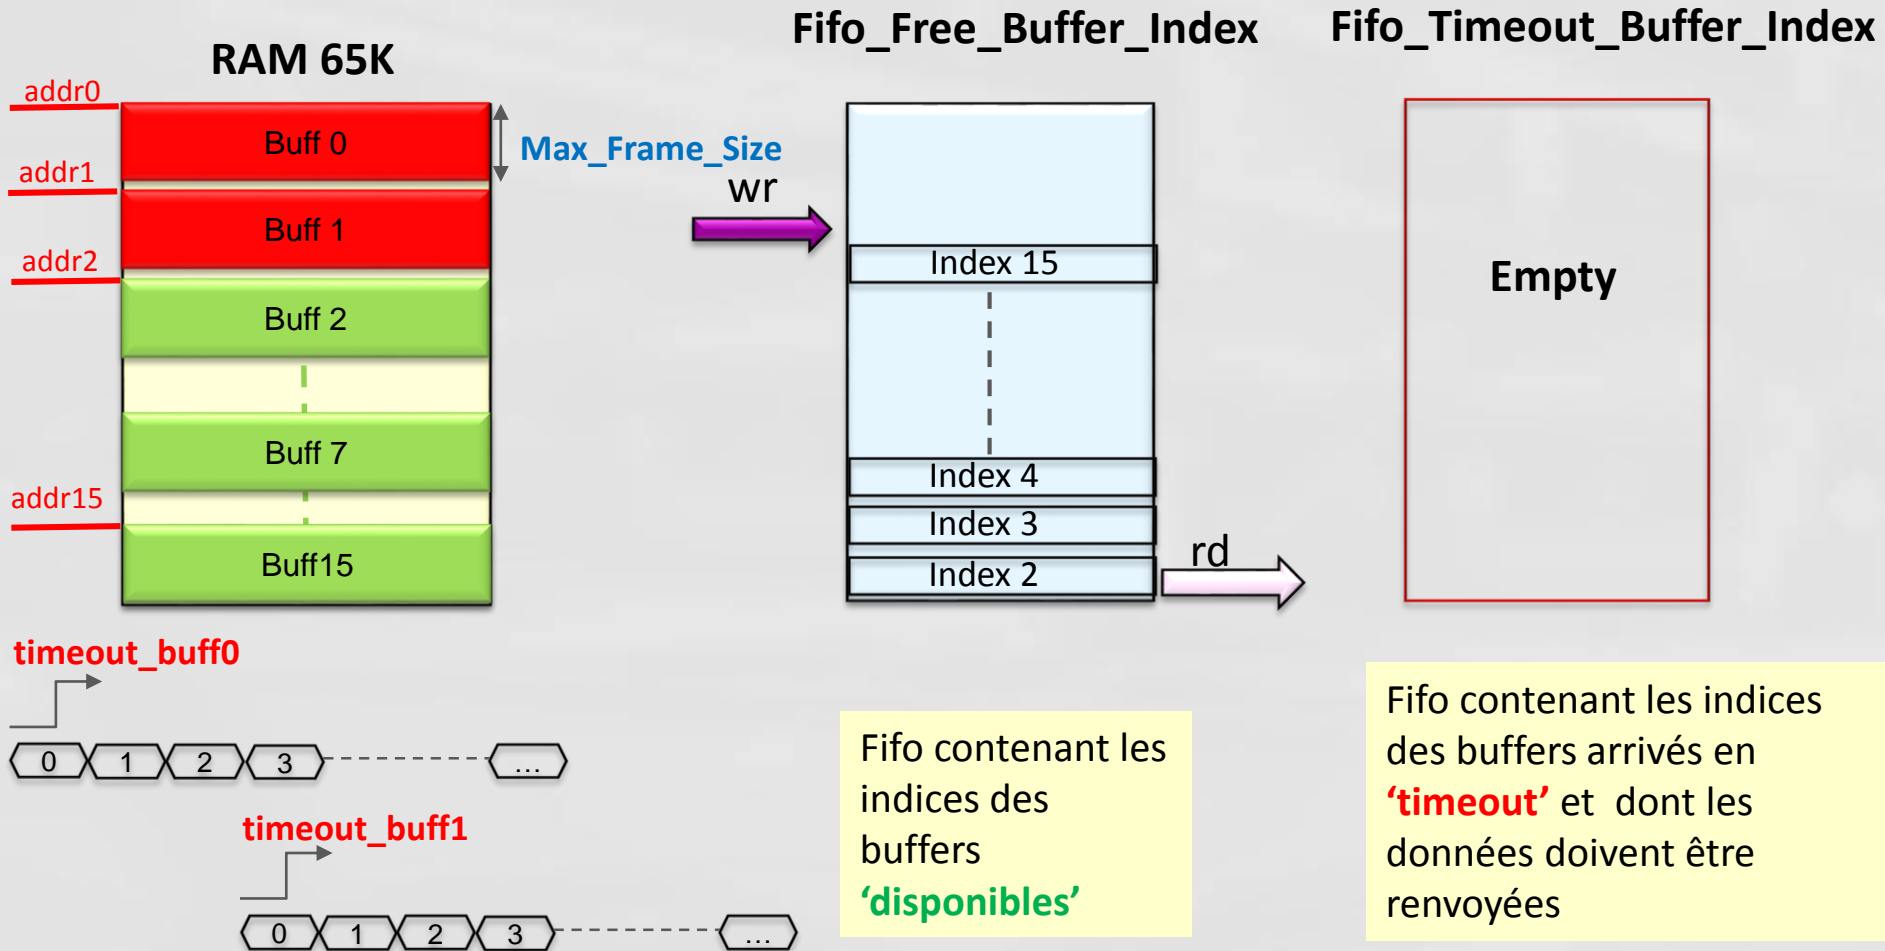 RAM 65K
Fifo_Free_Buffer_Index
Fifo_Timeout_Buffer_Index
addr0
Buff 0
Max_Frame_Size
addr1
wr
Buff 1
addr2
Buff 2
Buff 7
addr15
Buff15
Index 15
Index 4
Index 3
Index 2
rd
Empty
timeout_buff0
0 1 2 3 ...
timeout_buff1
0 1 2 3 ...
Fifo contenant les
indices des
buffers
‘disponibles’
Fifo contenant les indices
des buffers arrivés en
‘timeout’ et dont les
données doivent être
renvoyées